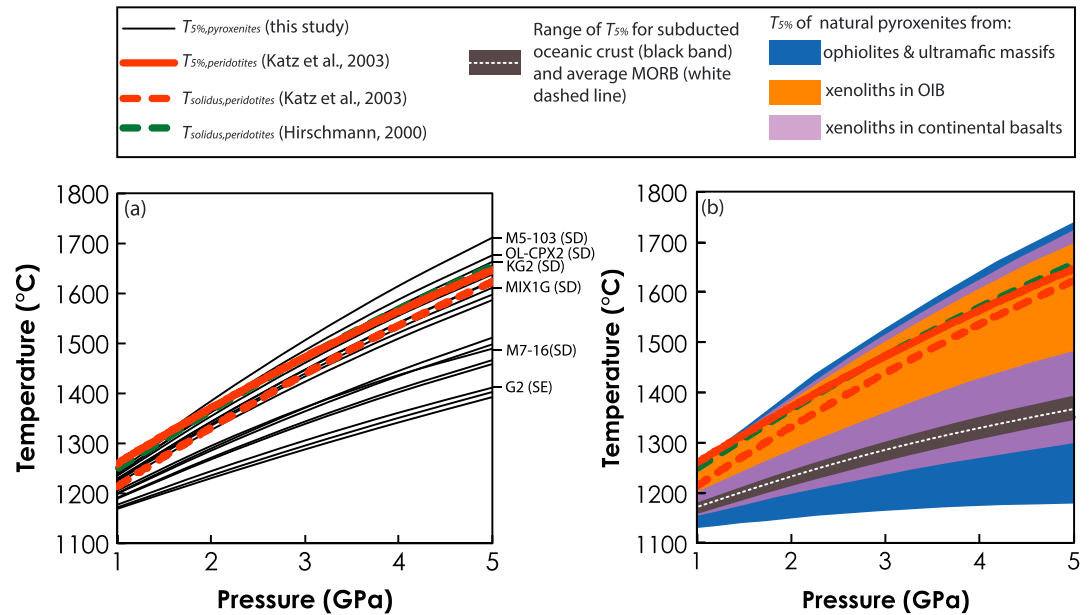 T5%,pyroxenites (this study)
T5%,peridotites (Katz et al., 2003)
Tsolidus,peridotites (Katz et al., 2003)
Tsolidus,peridotites (Hirschmann, 2000)
Range of T5% for subducted
oceanic crust (black band)
and average MORB (white
dashed line)
T5% of natural pyroxenites from:
ophiolites & ultramafic massifs
xenoliths in OIB
xenoliths in continental basalts
(a)
Temperature (°C)
1800
1700
1600
1500
1400
1300
1200
1100
1 2 3 4 5
Pressure (GPa)
M5-103 (SD)
OL-CPX2 (SD)
KG2 (SD)
MIX1G (SD)
M7-16(SD)
G2 (SE)
(b)
Temperature (°C)
1800
1700
1600
1500
1400
1300
1200
1100
1 2 3 4 5
Pressure (GPa)